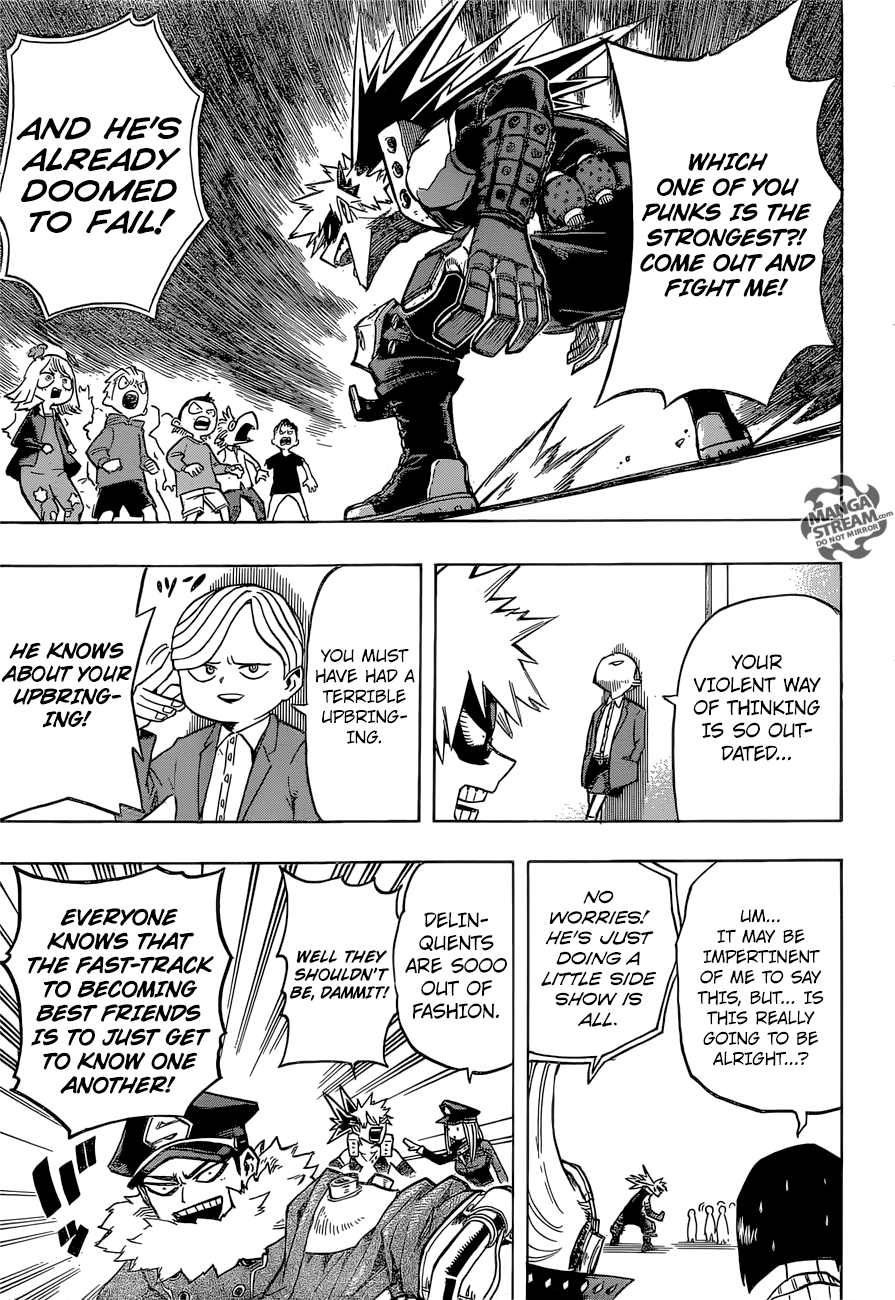 WHICH
ONE OF YOU
PUNKS IS THE
STRONGEST?!
COME OUT AND
FIGHT ME!
AND HE'S
ALREADY
DOOMED
TO FAIL!
MANGA
STREAM.com
DO NOT MIRROR
YOUR
VIOLENT WAY
OF THINKING
IS SO OUT-
DATED...
YOU MUST
HAVE HAD A
TERRIBLE
UPBRING-
ING.
HE KNOWS
ABOUT YOUR
UPBRING-
ING!
UM...
IT MAY BE
IMPERTINENT
OF ME TO SAY
THIS, BUT... IS
THIS REALLY
GOING TO BE
ALRIGHT...?
NO
WORRIES!
HE'S JUST
DOING A
LITTLE SIDE
SHOW IS
ALL.
DELIN-
QUENTS
ARE SOOO
OUT OF
FASHION.
WELL THEY
SHOULDN'T
BE, DAMMIT!
EVERYONE
KNOWS THAT
THE FAST-TRACK
TO BECOMING
BEST FRIENDS
IS TO JUST GET
TO KNOW ONE
ANOTHER!